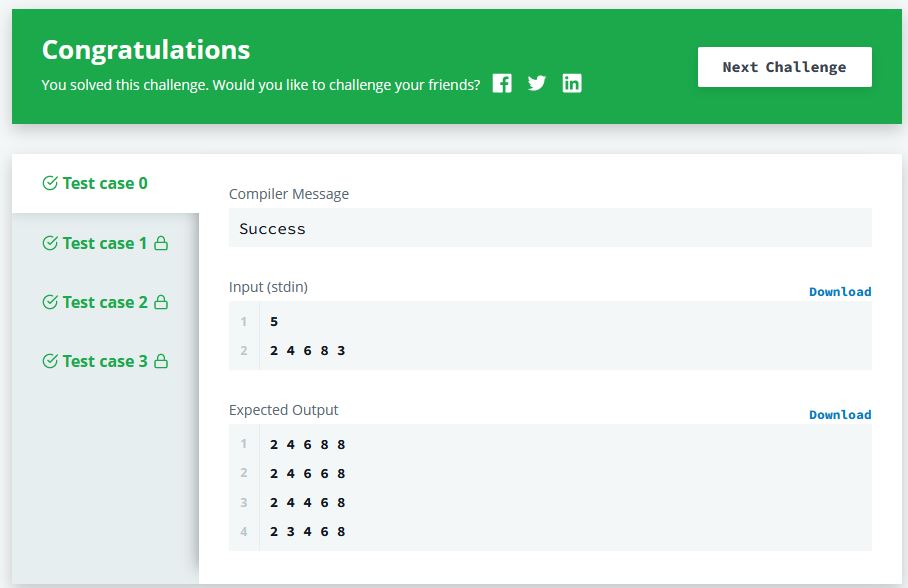 Congratulations
You solved this challenge. Would you like to challenge your friends?
Next Challenge
Test case 0
Test case 1
Test case 2
Test case 3
Compiler Message
Success
Input (stdin)
Download
1 5
2 2 4 6 8 3
Expected Output
Download
1 2 4 6 8 8
2 2 4 6 6 8
3 2 4 4 6 8
4 2 3 4 6 8